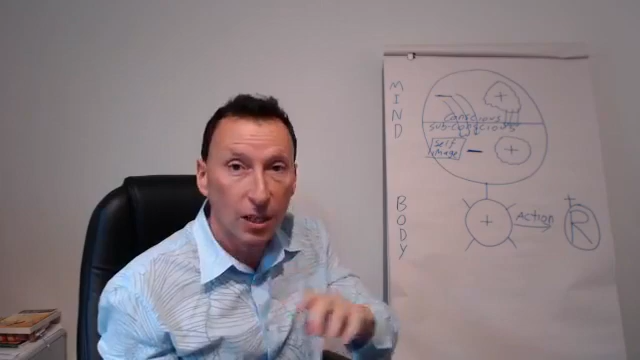 MIND
+
-
conscious
subconscious
self
image
-
+
BODY
+
Action
+
R